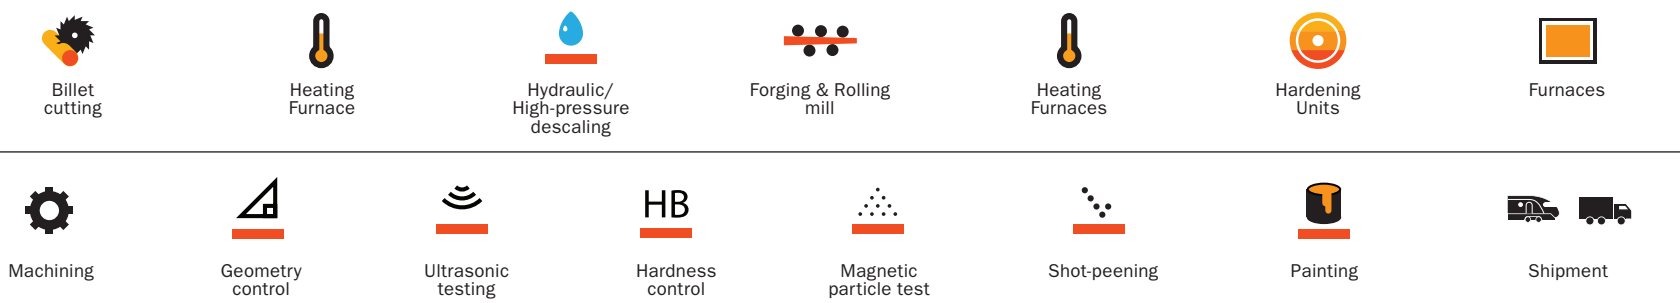 Billet
cutting
Heating
Furnace
Hydraulic/
High-pressure
descaling
Forging & Rolling
mill
Heating
Furnaces
Hardening
Units
Furnaces
Machining
Geometry
control
Ultrasonic
testing
HB
Hardness
control
Magnetic
particle test
Shot-peening
Painting
Shipment